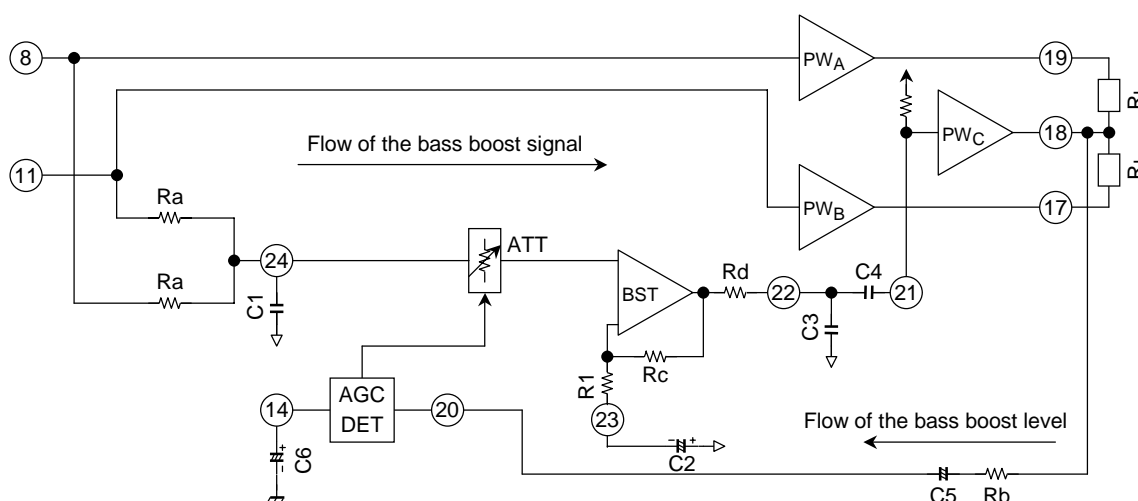 8
PWA
19
RL
PWC
18
Flow of the bass boost signal
11
RL
Ra
PWB
17
ATT
24
C1
Ra
BST
Rd
22
C4
21
C3
Rc
R1
AGC
DET
14
20
23
C2
C6
Flow of the bass boost level
C5
Rb